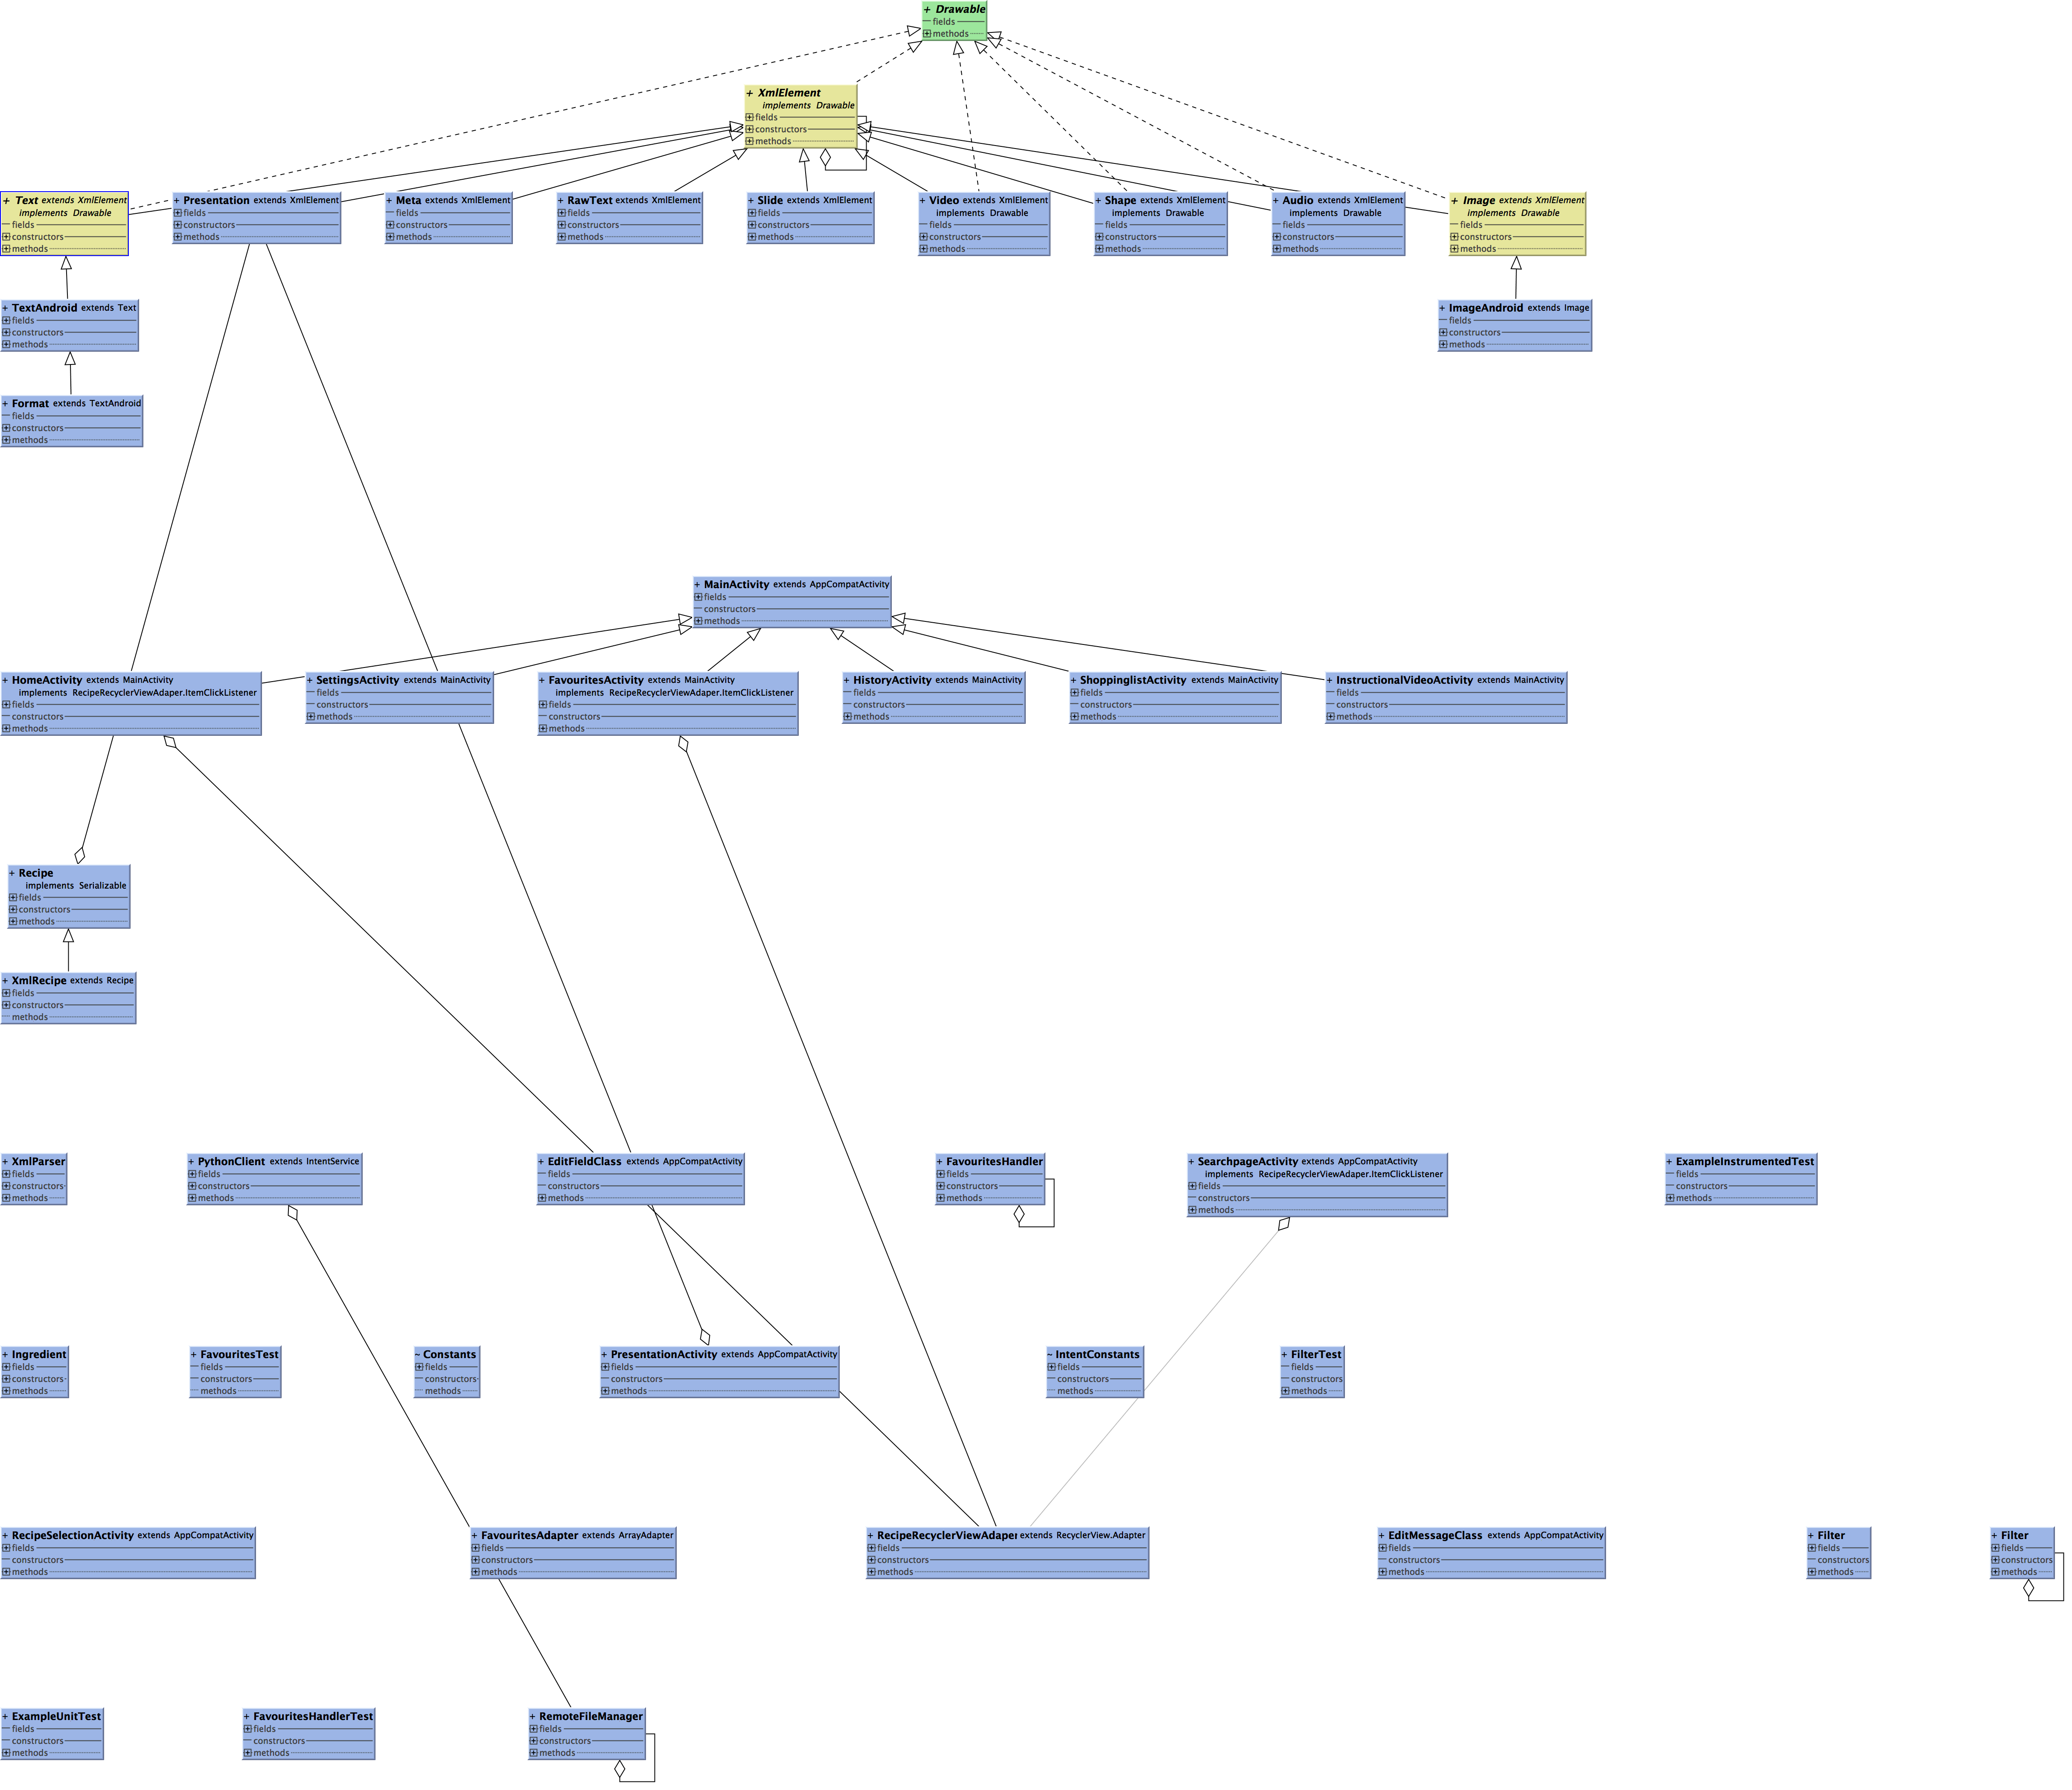 + Drawable
fields
methods
+ XmlElement
implements Drawable
fields
constructors
methods
+ Text extends XmlElement
implements Drawable
fields
constructors
methods
+ Presentation extends XmlElement
fields
constructors
methods
+ Meta extends XmlElement
fields
constructors
methods
+ RawText extends XmlElement
fields
constructors
methods
+ Slide extends XmlElement
fields
constructors
methods
+ Video extends XmlElement
implements Drawable
fields
constructors
methods
+ Shape extends XmlElement
implements Drawable
fields
constructors
methods
+ Audio extends XmlElement
implements Drawable
fields
constructors
methods
+ Image extends XmlElement
implements Drawable
fields
constructors
methods
+ TextAndroid extends Text
fields
constructors
methods
+ ImageAndroid extends Image
fields
constructors
methods
+ Format extends TextAndroid
fields
constructors
methods
+ MainActivity extends AppCompatActivity
fields
constructors
methods
+ HomeActivity extends MainActivity
implements RecipeRecyclerViewAdaper.ItemClickListener
fields
constructors
methods
+ SettingsActivity extends MainActivity
fields
constructors
methods
+ FavouritesActivity extends MainActivity
implements RecipeRecyclerViewAdaper.ItemClickListener
fields
constructors
methods
+ HistoryActivity extends MainActivity
fields
constructors
methods
+ ShoppinglistActivity extends MainActivity
fields
constructors
methods
+ InstructionalVideoActivity extends MainActivity
fields
constructors
methods
+ Recipe
implements Serializable
fields
constructors
methods
+ XmlRecipe extends Recipe
fields
constructors
methods
+ XmlParser
fields
constructors
methods
+ PythonClient extends IntentService
fields
constructors
methods
+ EditFieldClass extends AppCompatActivity
fields
constructors
methods
+ FavouritesHandler
fields
constructors
methods
+ SearchpageActivity extends AppCompatActivity
implements RecipeRecyclerViewAdaper.ItemClickListener
fields
constructors
methods
+ ExampleInstrumentedTest
fields
constructors
methods
+ Ingredient
fields
constructors
methods
+ FavouritesTest
fields
constructors
methods
~ Constants
fields
constructors
methods
+ PresentationActivity extends AppCompatActivity
fields
constructors
methods
~ IntentConstants
fields
constructors
methods
+ FilterTest
fields
constructors
methods
+ RecipeSelectionActivity extends AppCompatActivity
fields
constructors
methods
+ FavouritesAdapter extends ArrayAdapter
fields
constructors
methods
+ RecipeRecyclerViewAdaper extends RecyclerView.Adapter
fields
constructors
methods
+ EditMessageClass extends AppCompatActivity
fields
constructors
methods
+ Filter
fields
constructors
methods
+ Filter
fields
constructors
methods
+ ExampleUnitTest
fields
constructors
methods
+ FavouritesHandlerTest
fields
constructors
methods
+ RemoteFileManager
fields
constructors
methods